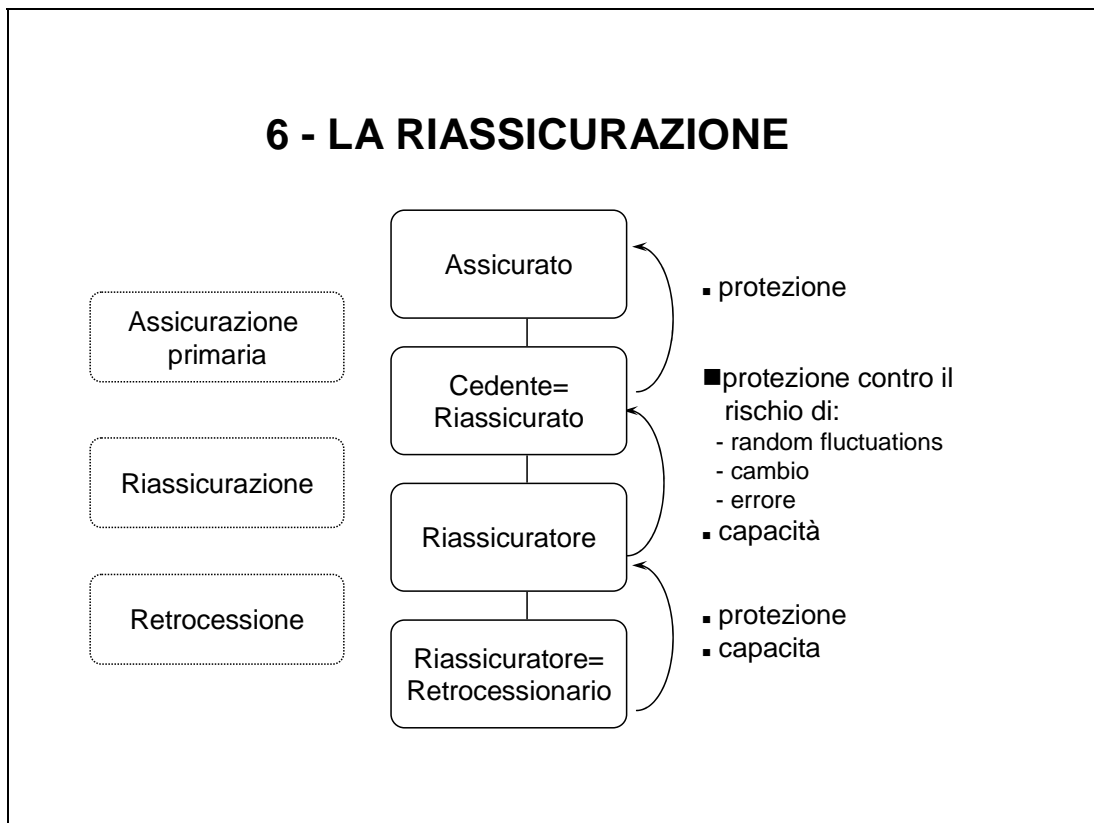 6 - LA RIASSICURAZIONE
Assicurato
▪ protezione
Assicurazione
primaria
Cedente=
Riassicurato
■protezione contro il
rischio di:
- random fluctuations
- cambio
- errore
▪ capacità
Riassicurazione
Riassicuratore
Retrocessione
▪ protezione
▪ capacita
Riassicuratore=
Retrocessionario